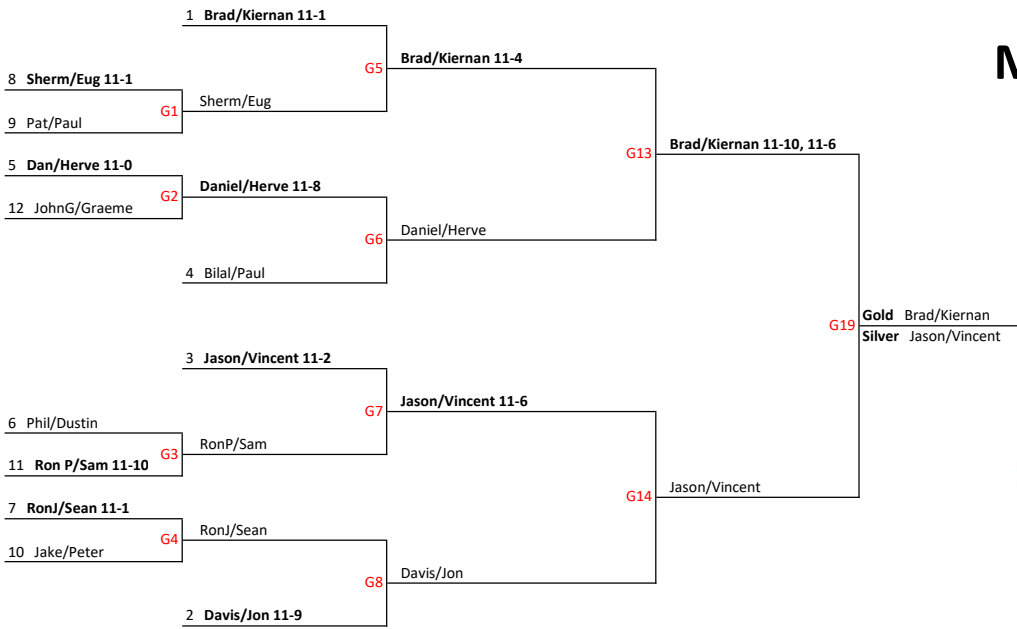 1 Brad/Kiernan 11-1
G5 Brad/Kiernan 11-4
M
8 Sherm/Eug 11-1
G1 Sherm/Eug
9 Pat/Paul
G13 Brad/Kiernan 11-10, 11-6
5 Dan/Herve 11-0
G2 Daniel/Herve 11-8
12 JohnG/Graeme
G6 Daniel/Herve
4 Bilal/Paul
G19 Gold Brad/Kiernan
Silver Jason/Vincent
3 Jason/Vincent 11-2
G7 Jason/Vincent 11-6
6 Phil/Dustin
G3 RonP/Sam
11 Ron P/Sam 11-10
G14 Jason/Vincent
7 RonJ/Sean 11-1
G4 RonJ/Sean
10 Jake/Peter
G8 Davis/Jon
2 Davis/Jon 11-9